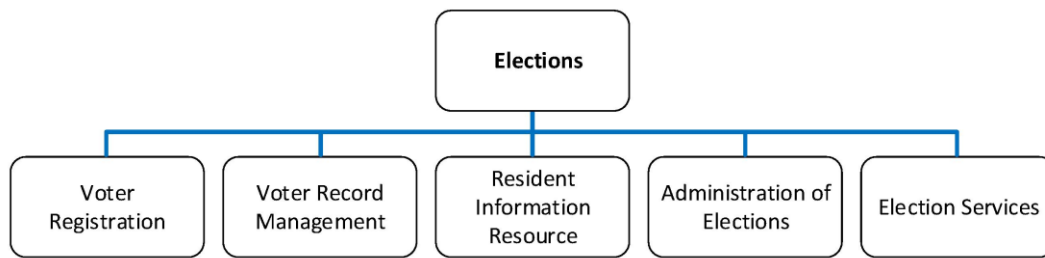 Elections
Voter
Registration
Voter Record
Management
Resident
Information
Resource
Administration of
Elections
Election Services